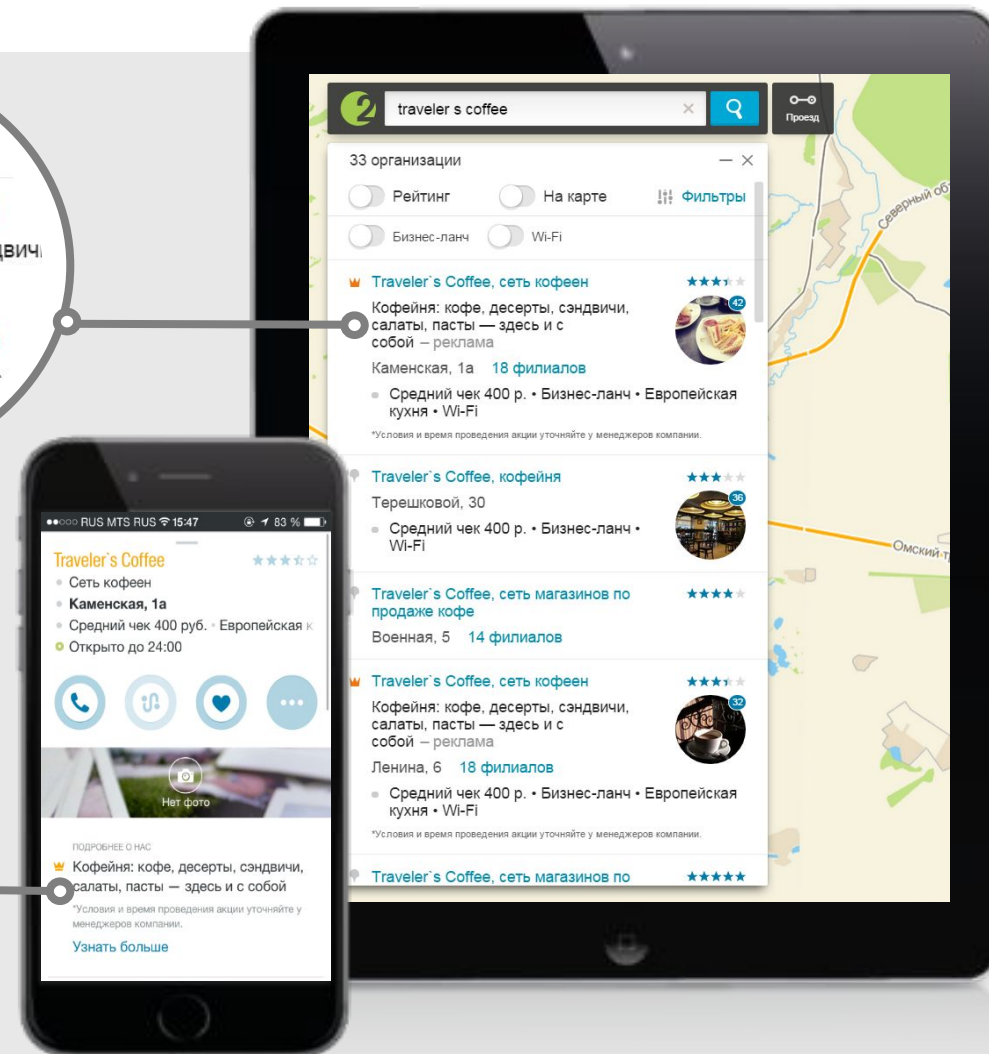 traveler s coffee
Проезд
33 организации
Рейтинг На карте Фильтры
Бизнес-ланч Wi-Fi
Traveler`s Coffee, сеть кофеен
42
Кофейня: кофе, десерты, сэндвичи,
салаты, пасты — здесь и с
собой – реклама
Каменская, 1а 18 филиалов
Средний чек 400 р. • Бизнес-ланч • Европейская
кухня • Wi-Fi
*Условия и время проведения акции уточняйте у менеджеров компании.
Traveler`s Coffee, кофейня
36
Терешковой, 30
Средний чек 400 р. • Бизнес-ланч •
Wi-Fi
Traveler`s Coffee, сеть магазинов по
продаже кофе
Военная, 5 14 филиалов
Traveler`s Coffee, сеть кофеен
32
Кофейня: кофе, десерты, сэндвичи,
салаты, пасты — здесь и с
собой – реклама
Ленина, 6 18 филиалов
Средний чек 400 р. • Бизнес-ланч • Европейская
кухня • Wi-Fi
*Условия и время проведения акции уточняйте у менеджеров компании.
Traveler`s Coffee, сеть магазинов по
Северный об
Омский т
RUS MTS RUS 15:47 83 %
Traveler`s Coffee
Сеть кофеен
Каменская, 1а
Средний чек 400 руб. • Европейская к
Открыто до 24:00
Нет фото
ПОДРОБНЕЕ О НАС
Кофейня: кофе, десерты, сэндвичи,
салаты, пасты — здесь и с собой
*Условия и время проведения акции уточняйте у
менеджеров компании.
Узнать больше